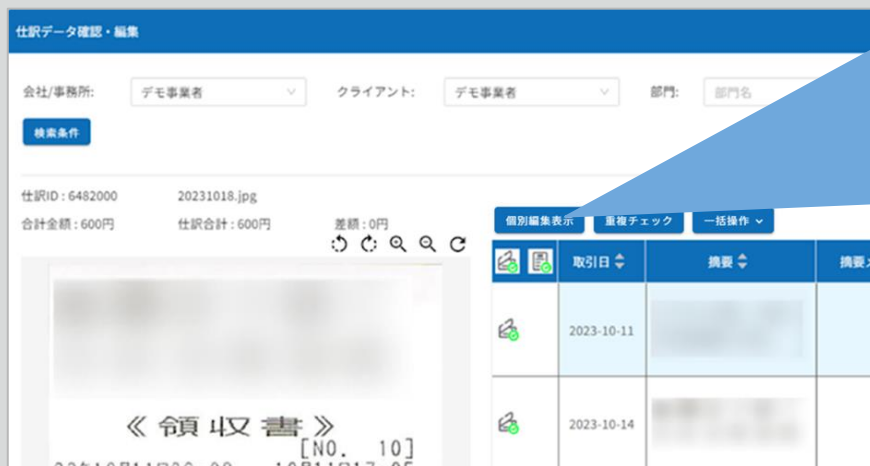 仕訳データ確認・編集
会社/事務所: デモ事業者 クライアント: デモ事業者 部門: 部門名
検索条件
仕訳ID : 6482000 20231018.jpg
合計金額 : 600円 仕訳合計 : 600円 差額 : 0円
個別編集表示 重複チェック 一括操作
取引日 摘要
2023-10-11
2023-10-14
《領収書》
[NO. 10]